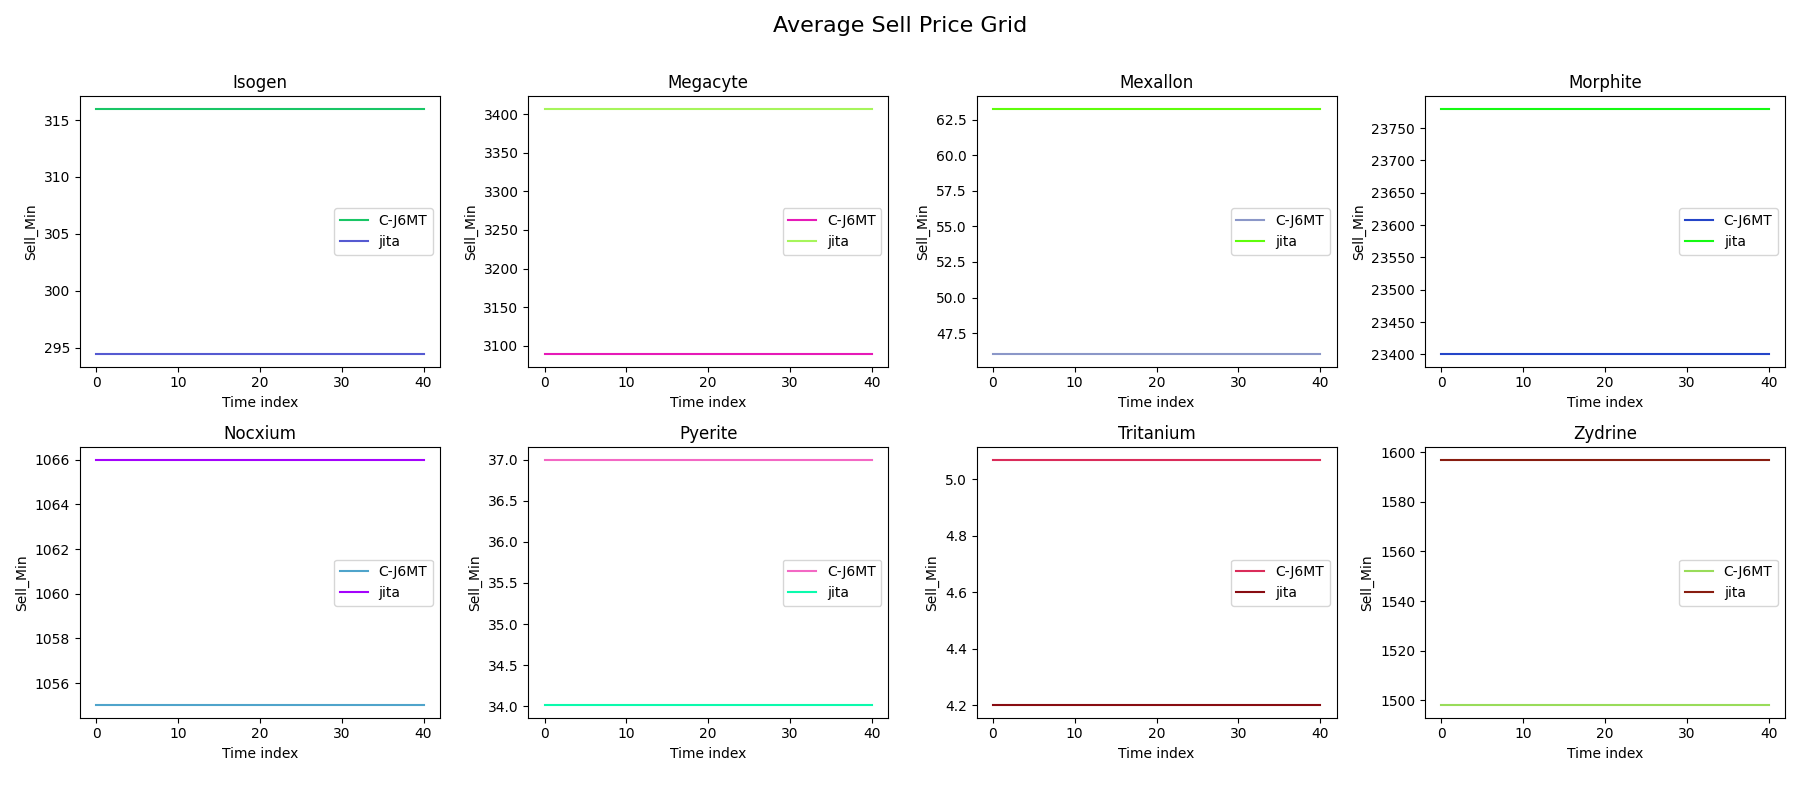 Average Sell Price Grid
Isogen
Sell_Min
315
310
305
300
295
C-J6MT
jita
0 10 20 30 40
Time index
Megacyte
Sell_Min
3400
3350
3300
3250
3200
3150
3100
C-J6MT
jita
0 10 20 30 40
Time index
Mexallon
Sell_Min
62.5
60.0
57.5
55.0
52.5
50.0
47.5
C-J6MT
jita
0 10 20 30 40
Time index
Morphite
Sell_Min
23750
23700
23650
23600
23550
23500
23450
23400
C-J6MT
jita
0 10 20 30 40
Time index
Nocxium
Sell_Min
1066
1064
1062
1060
1058
1056
C-J6MT
jita
0 10 20 30 40
Time index
Pyerite
Sell_Min
37.0
36.5
36.0
35.5
35.0
34.5
34.0
C-J6MT
jita
0 10 20 30 40
Time index
Tritanium
Sell_Min
5.0
4.8
4.6
4.4
4.2
C-J6MT
jita
0 10 20 30 40
Time index
Zydrine
Sell_Min
1600
1580
1560
1540
1520
1500
C-J6MT
jita
0 10 20 30 40
Time index